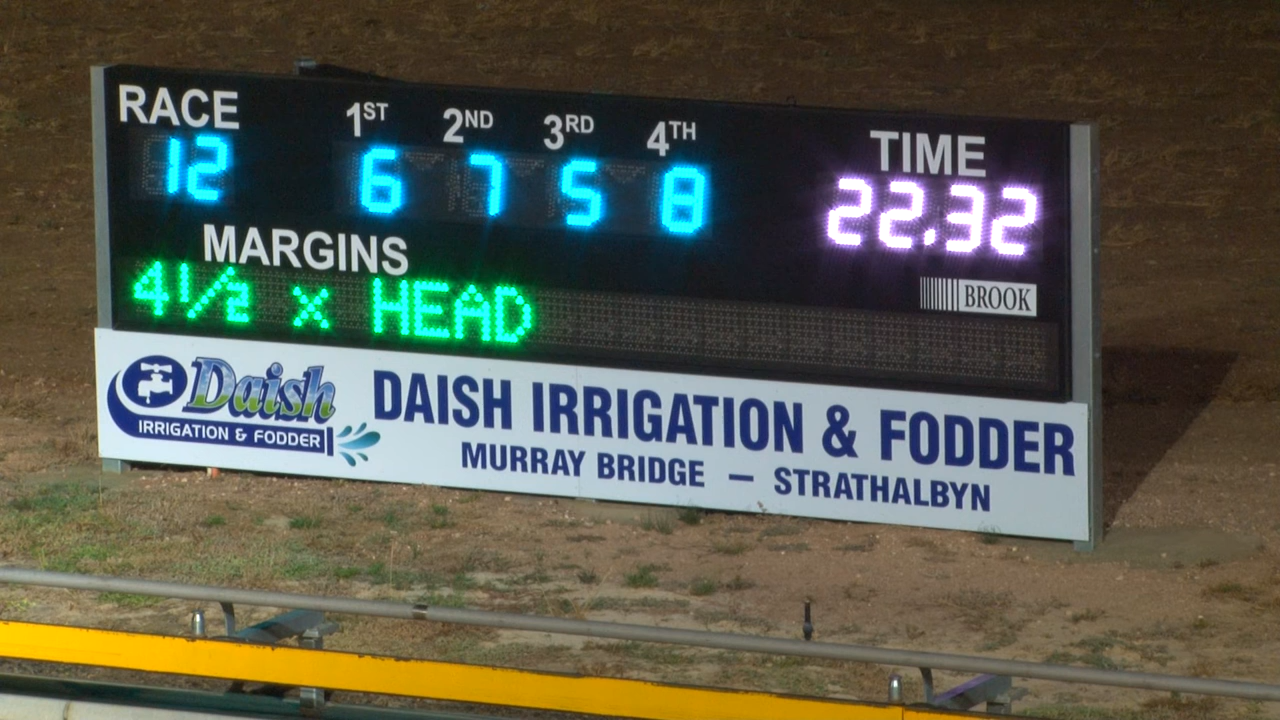 RACE 1ST 2ND 3RD 4TH TIME
12 6 7 5 8 22.32
MARGINS
4½ x HEAD
BROOK
Daish
IRRIGATION & FODDER
DAISH IRRIGATION & FODDER
MURRAY BRIDGE — STRATHALBYN